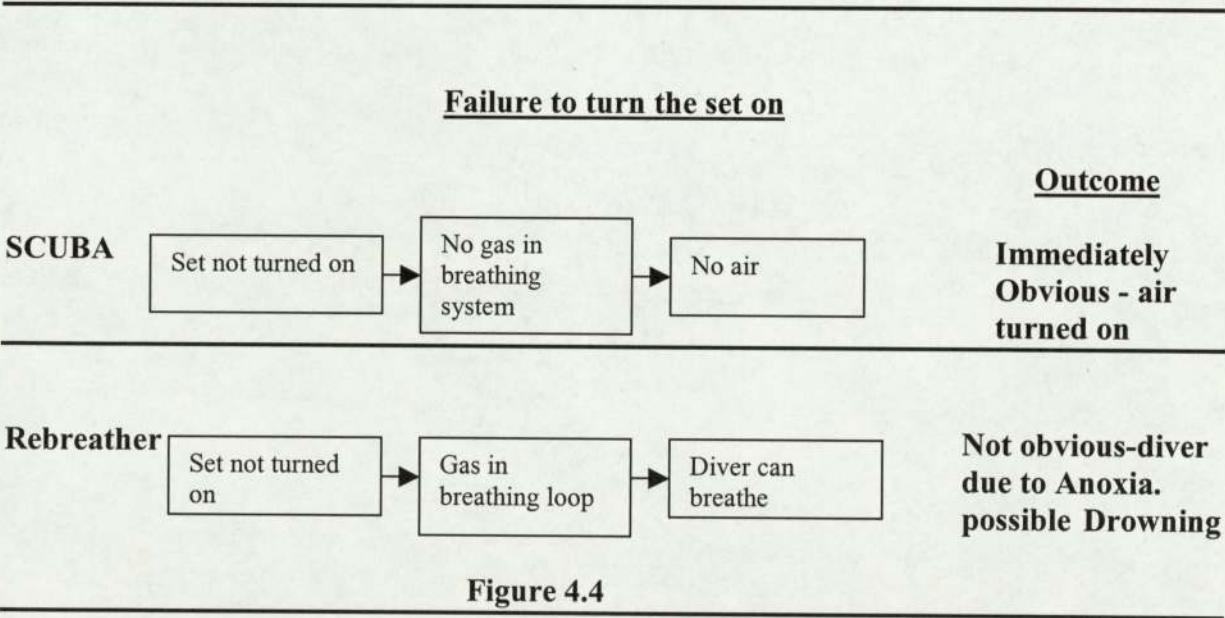 Failure to turn the set on
Outcome
SCUBA
Set not turned on
No gas in
breathing
system
No air
Immediately
Obvious - air
turned on
Rebreather
Set not turned
on
Gas in
breathing loop
Diver can
breathe
Not obvious-diver
due to Anoxia.
possible Drowning
Figure 4.4